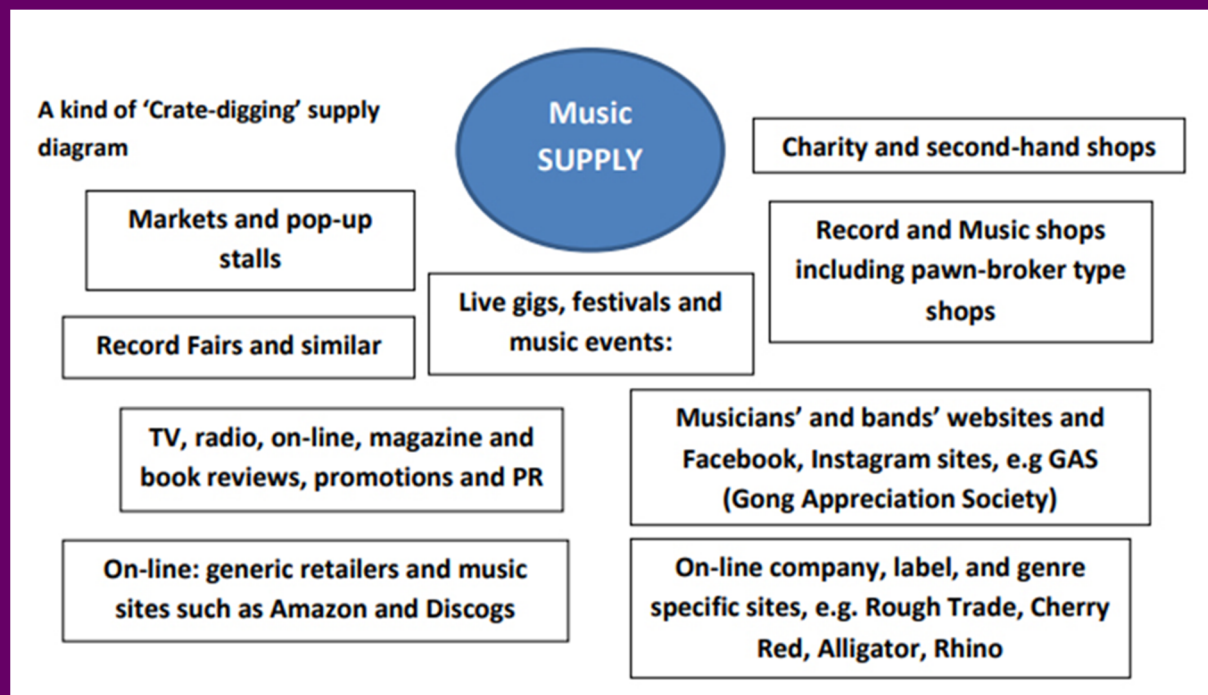 A kind of ‘Crate-digging’ supply
diagram
Music
SUPPLY
Charity and second-hand shops
Markets and pop-up
stalls
Record and Music shops
including pawn-broker type
shops
Live gigs, festivals and
music events:
Record Fairs and similar
TV, radio, on-line, magazine and
book reviews, promotions and PR
Musicians’ and bands’ websites and
Facebook, Instagram sites, e.g GAS
(Gong Appreciation Society)
On-line: generic retailers and music
sites such as Amazon and Discogs
On-line company, label, and genre
specific sites, e.g. Rough Trade, Cherry
Red, Alligator, Rhino